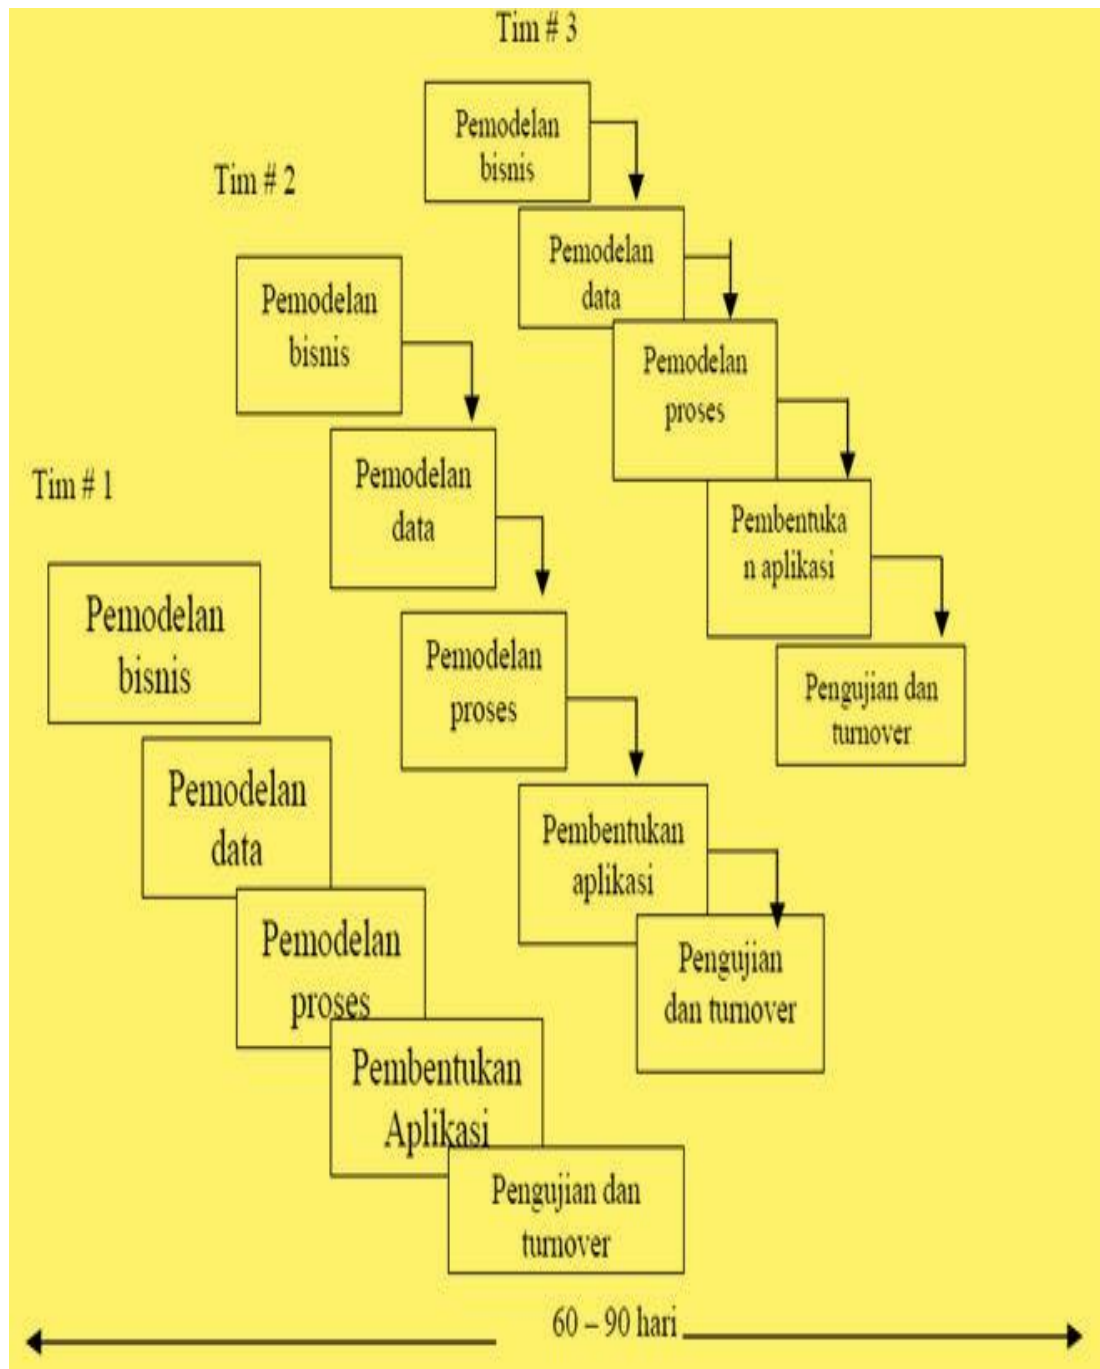 Tim # 3
Pemodelan
bisnis
Pemodelan
data
Pemodelan
proses
Pembentuka
n aplikasi
Pengujian dan
turnover
Tim # 2
Pemodelan
bisnis
Pemodelan
data
Pemodelan
proses
Pembentukan
aplikasi
Pengujian
dan turnover
Tim # 1
Pemodelan
bisnis
Pemodelan
data
Pemodelan
proses
Pembentukan
Aplikasi
Pengujian dan
turnover
60 – 90 hari